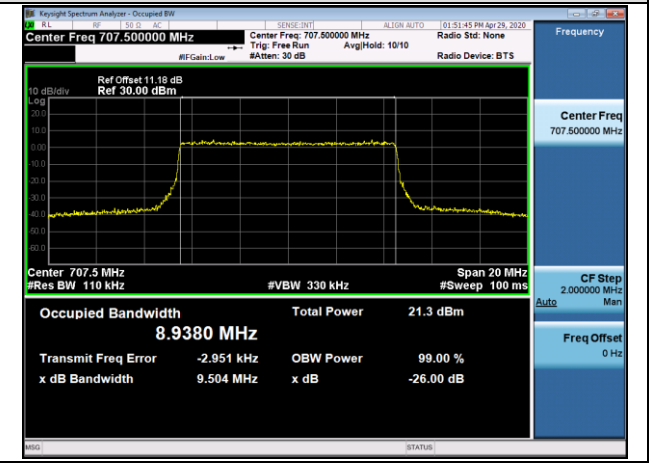 Keysight Spectrum Analyzer - Occupied BW
RL RF 50 Ω AC SENSE:INT ALIGN AUTO 01:51:45 PM Apr 29, 2020
Center Freq 707.500000 MHz
Center Freq: 707.500000 MHz
Radio Std: None
Trig: Free Run Avg|Hold: 10/10
#IFGain:Low
#Atten: 30 dB
Radio Device: BTS
Frequency
Ref Offset 11.18 dB
10 dB/div Ref 30.00 dBm
Log
20.0
10.0
0.00
-10.0
-20.0
-30.0
-40.0
-50.0
-60.0
Center 707.5 MHz
Span 20 MHz
#Res BW 110 kHz
#VBW 330 kHz
#Sweep 100 ms
Occupied Bandwidth
Total Power 21.3 dBm
8.9380 MHz
Transmit Freq Error -2.951 kHz
OBW Power 99.00 %
x dB Bandwidth 9.504 MHz
x dB -26.00 dB
Center Freq
707.500000 MHz
CF Step
2.000000 MHz
Auto Man
Freq Offset
0 Hz
MSG
STATUS